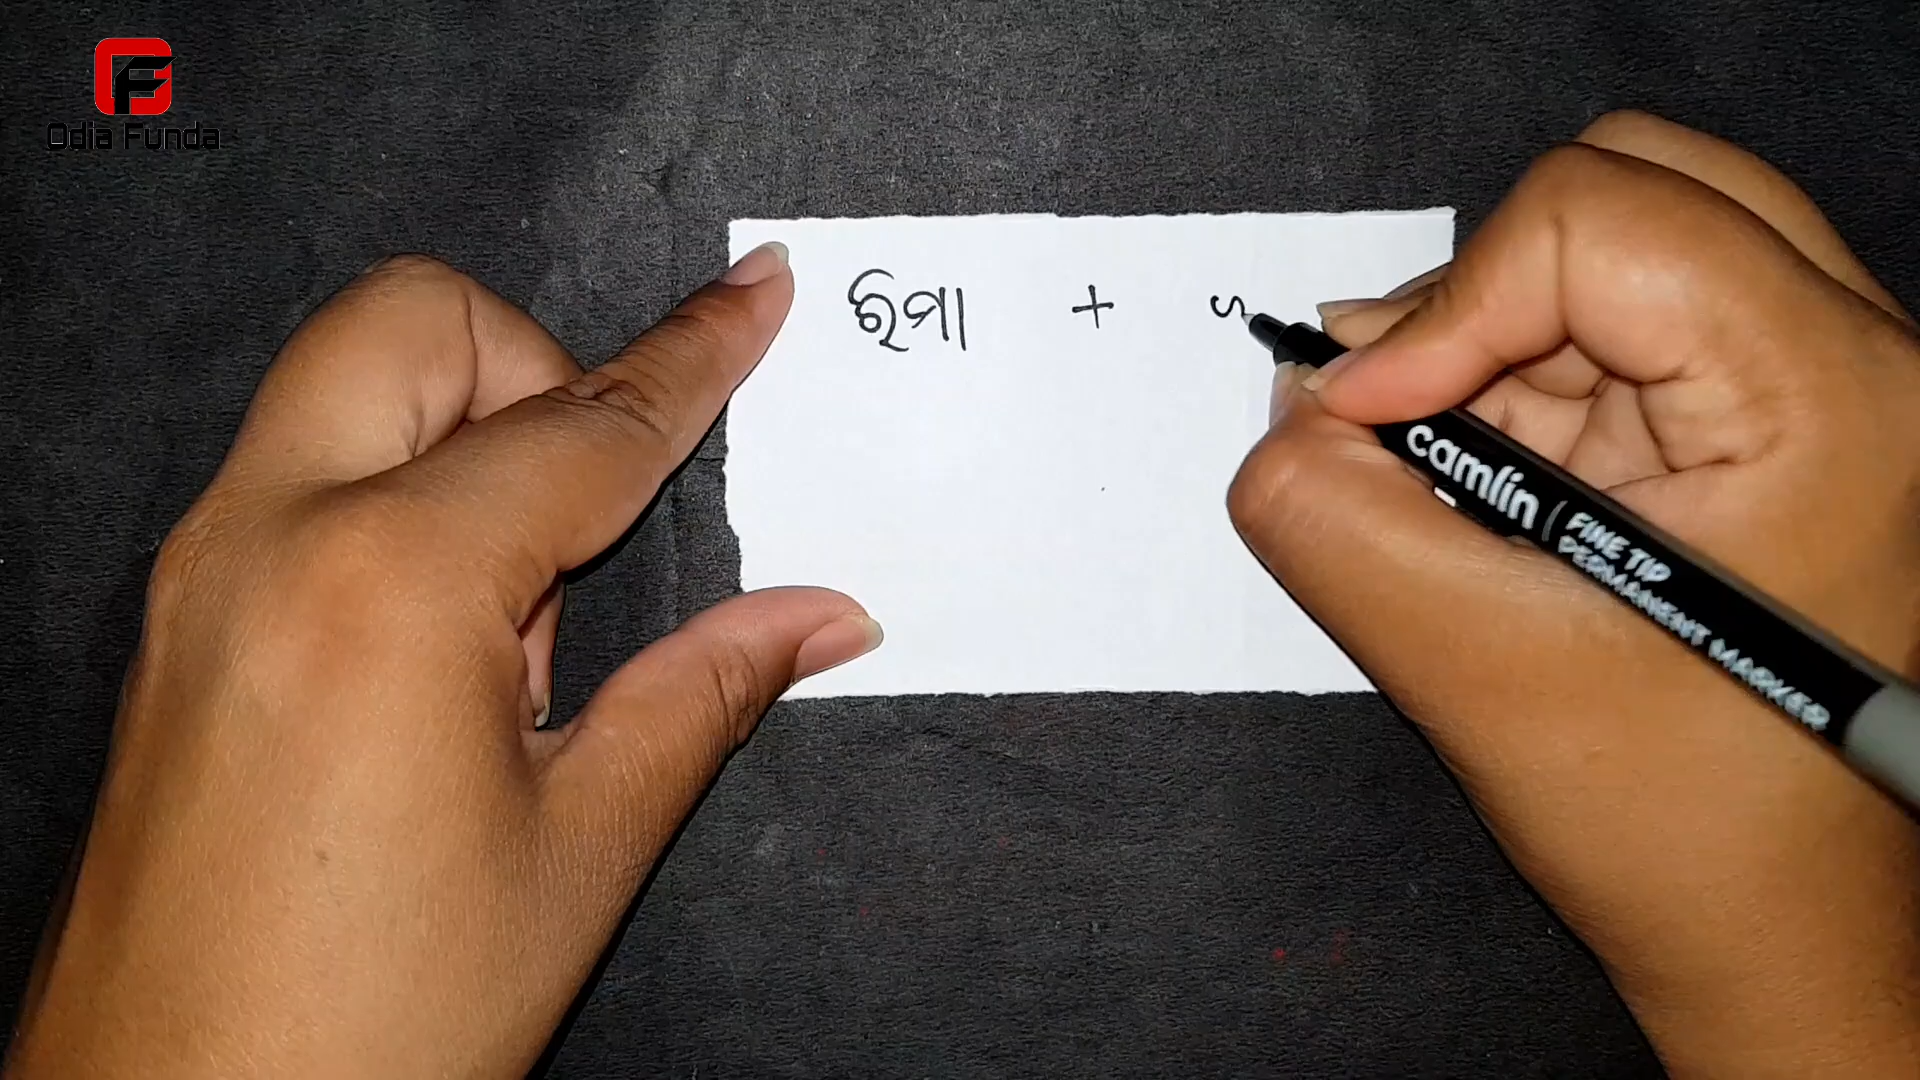 Odia Funda
ରିମା +
camlin FINE TIP
PERMANENT MARKER